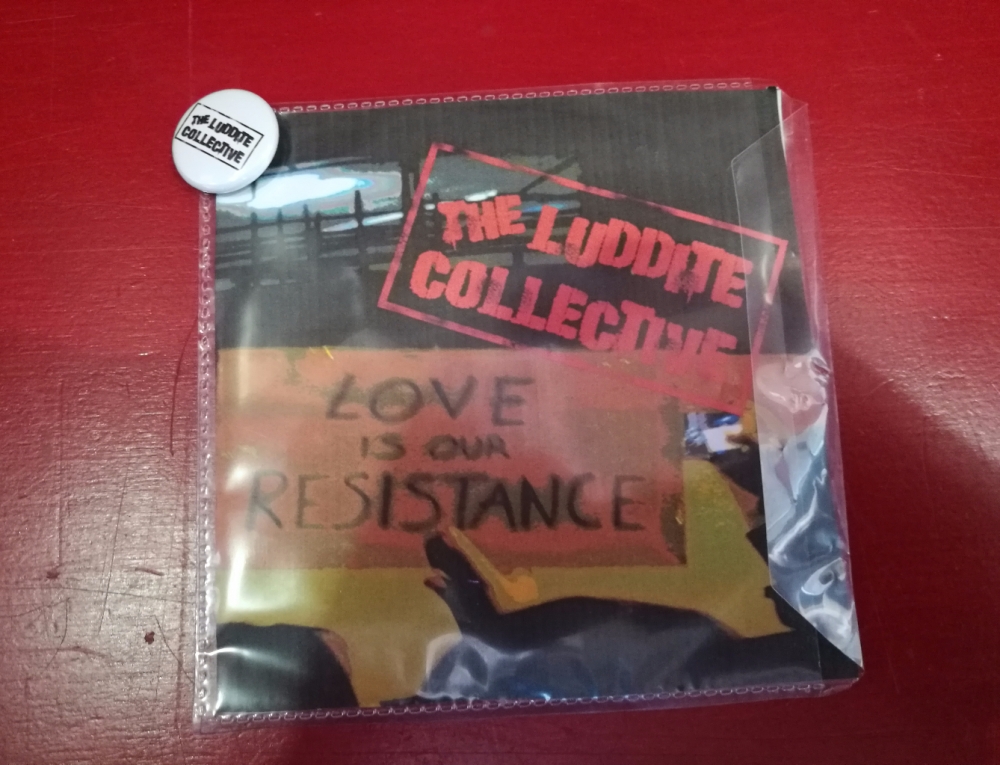 THE LUDDITE
COLLECTIVE
THE LUDDITE
COLLECTIVE
LOVE
IS OUR
RESISTANCE